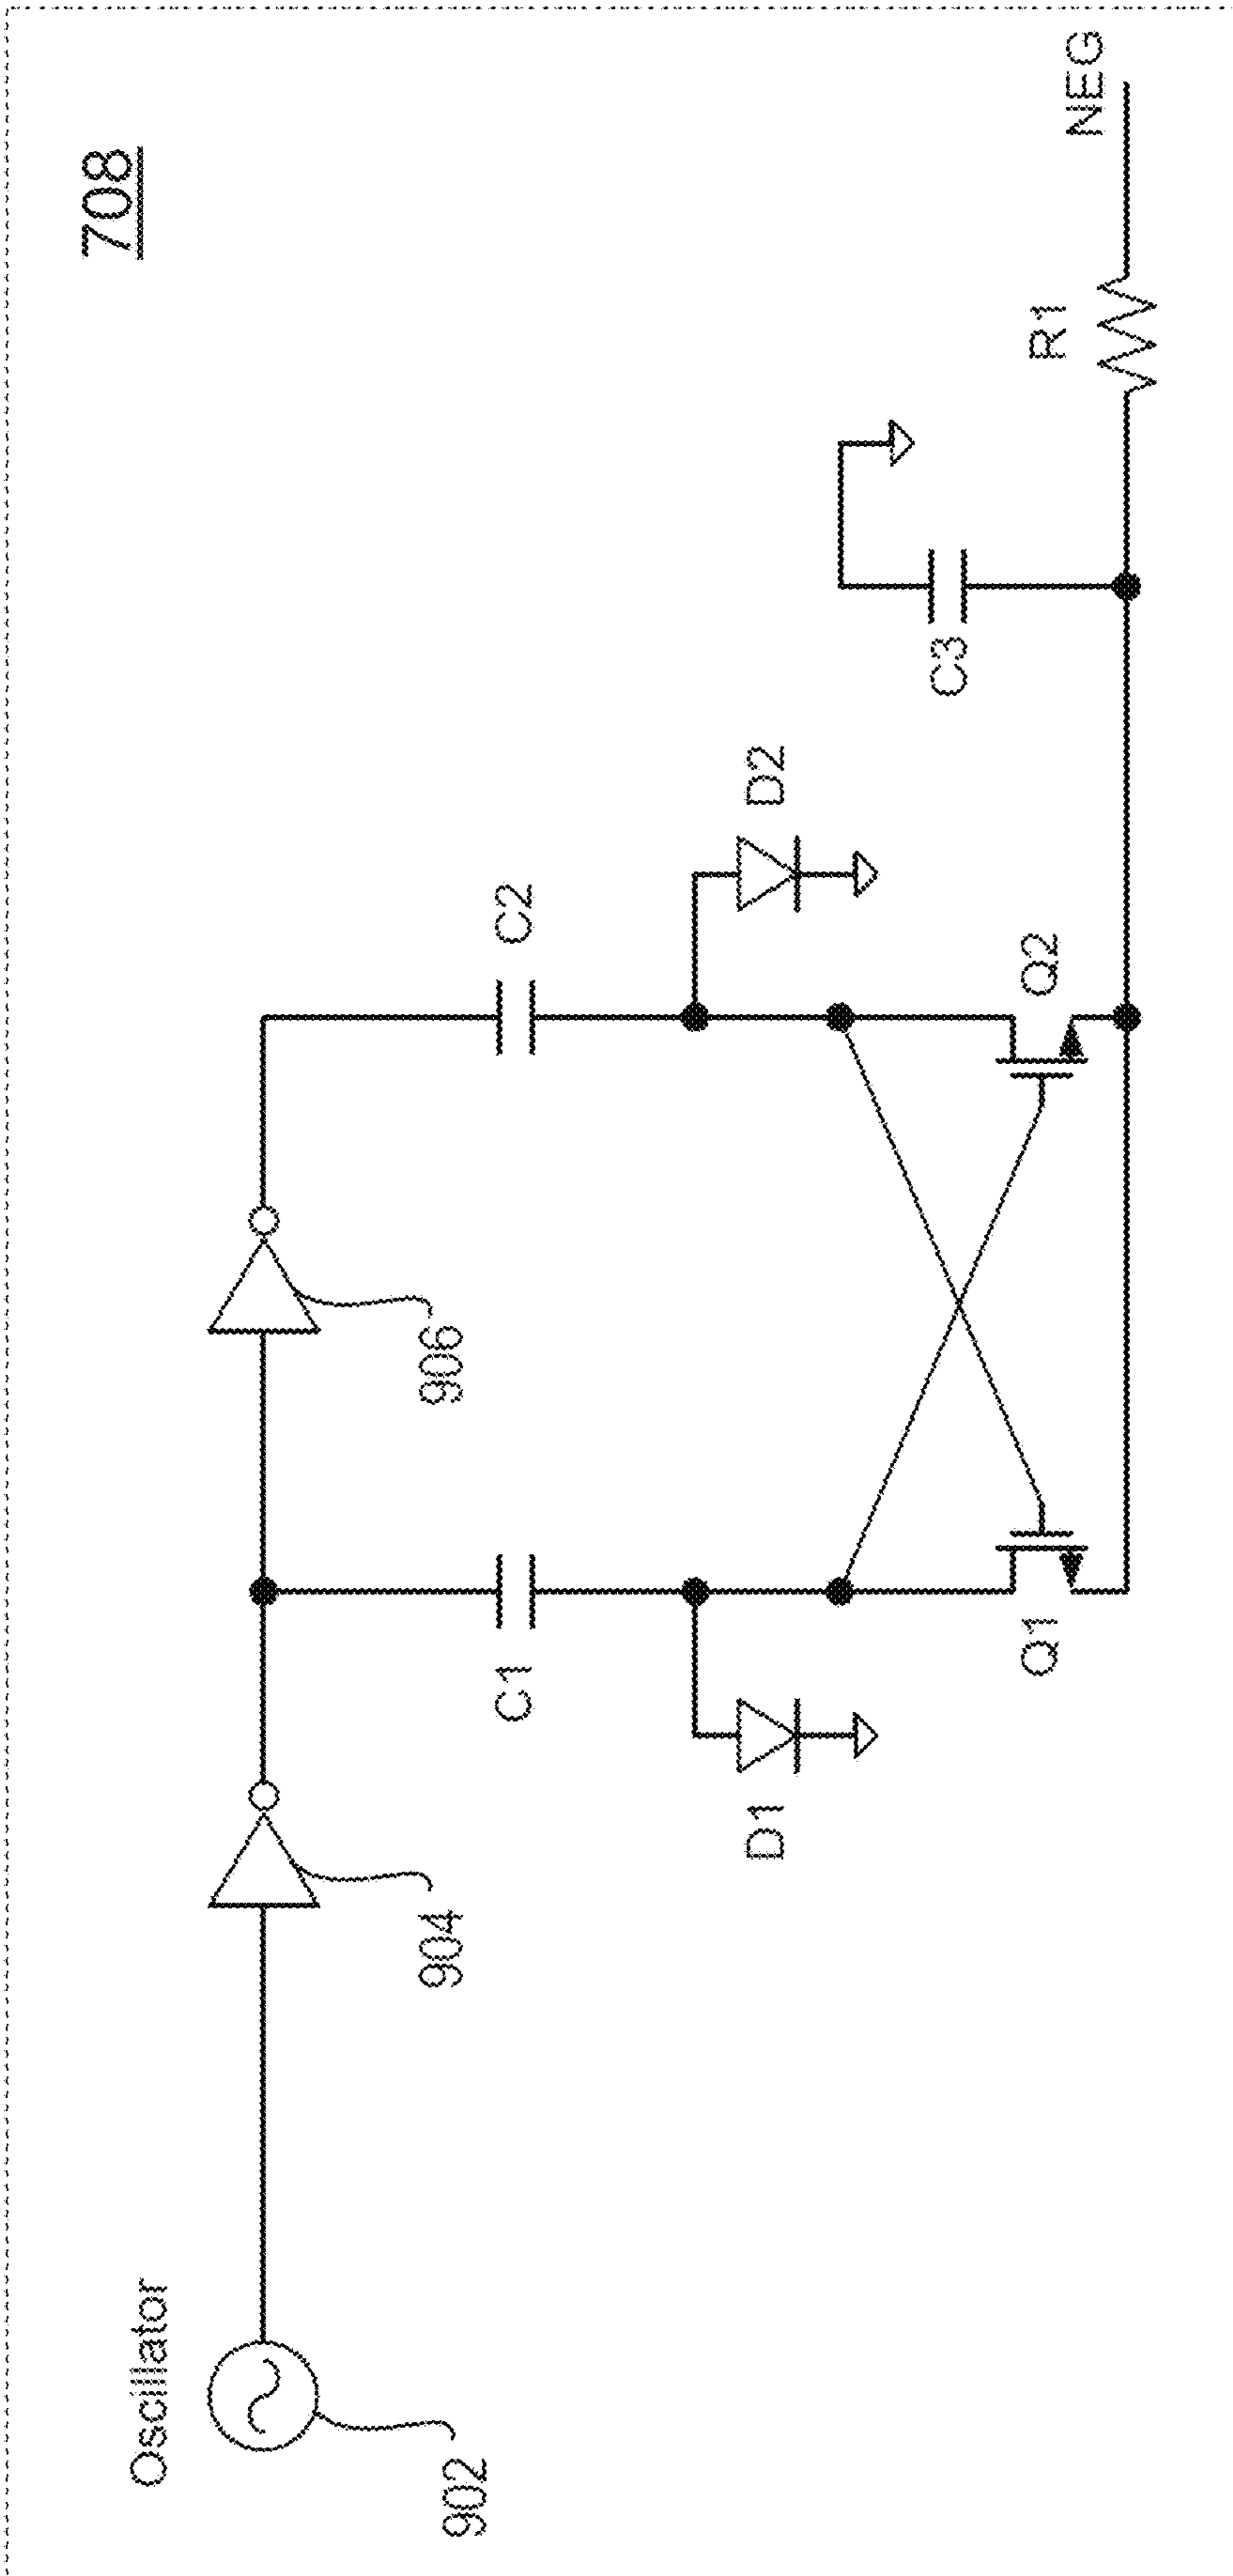 708
Oscillator
902
904
906
C1
C2
D1
D2
C3
R1
NEG
Q1
Q2